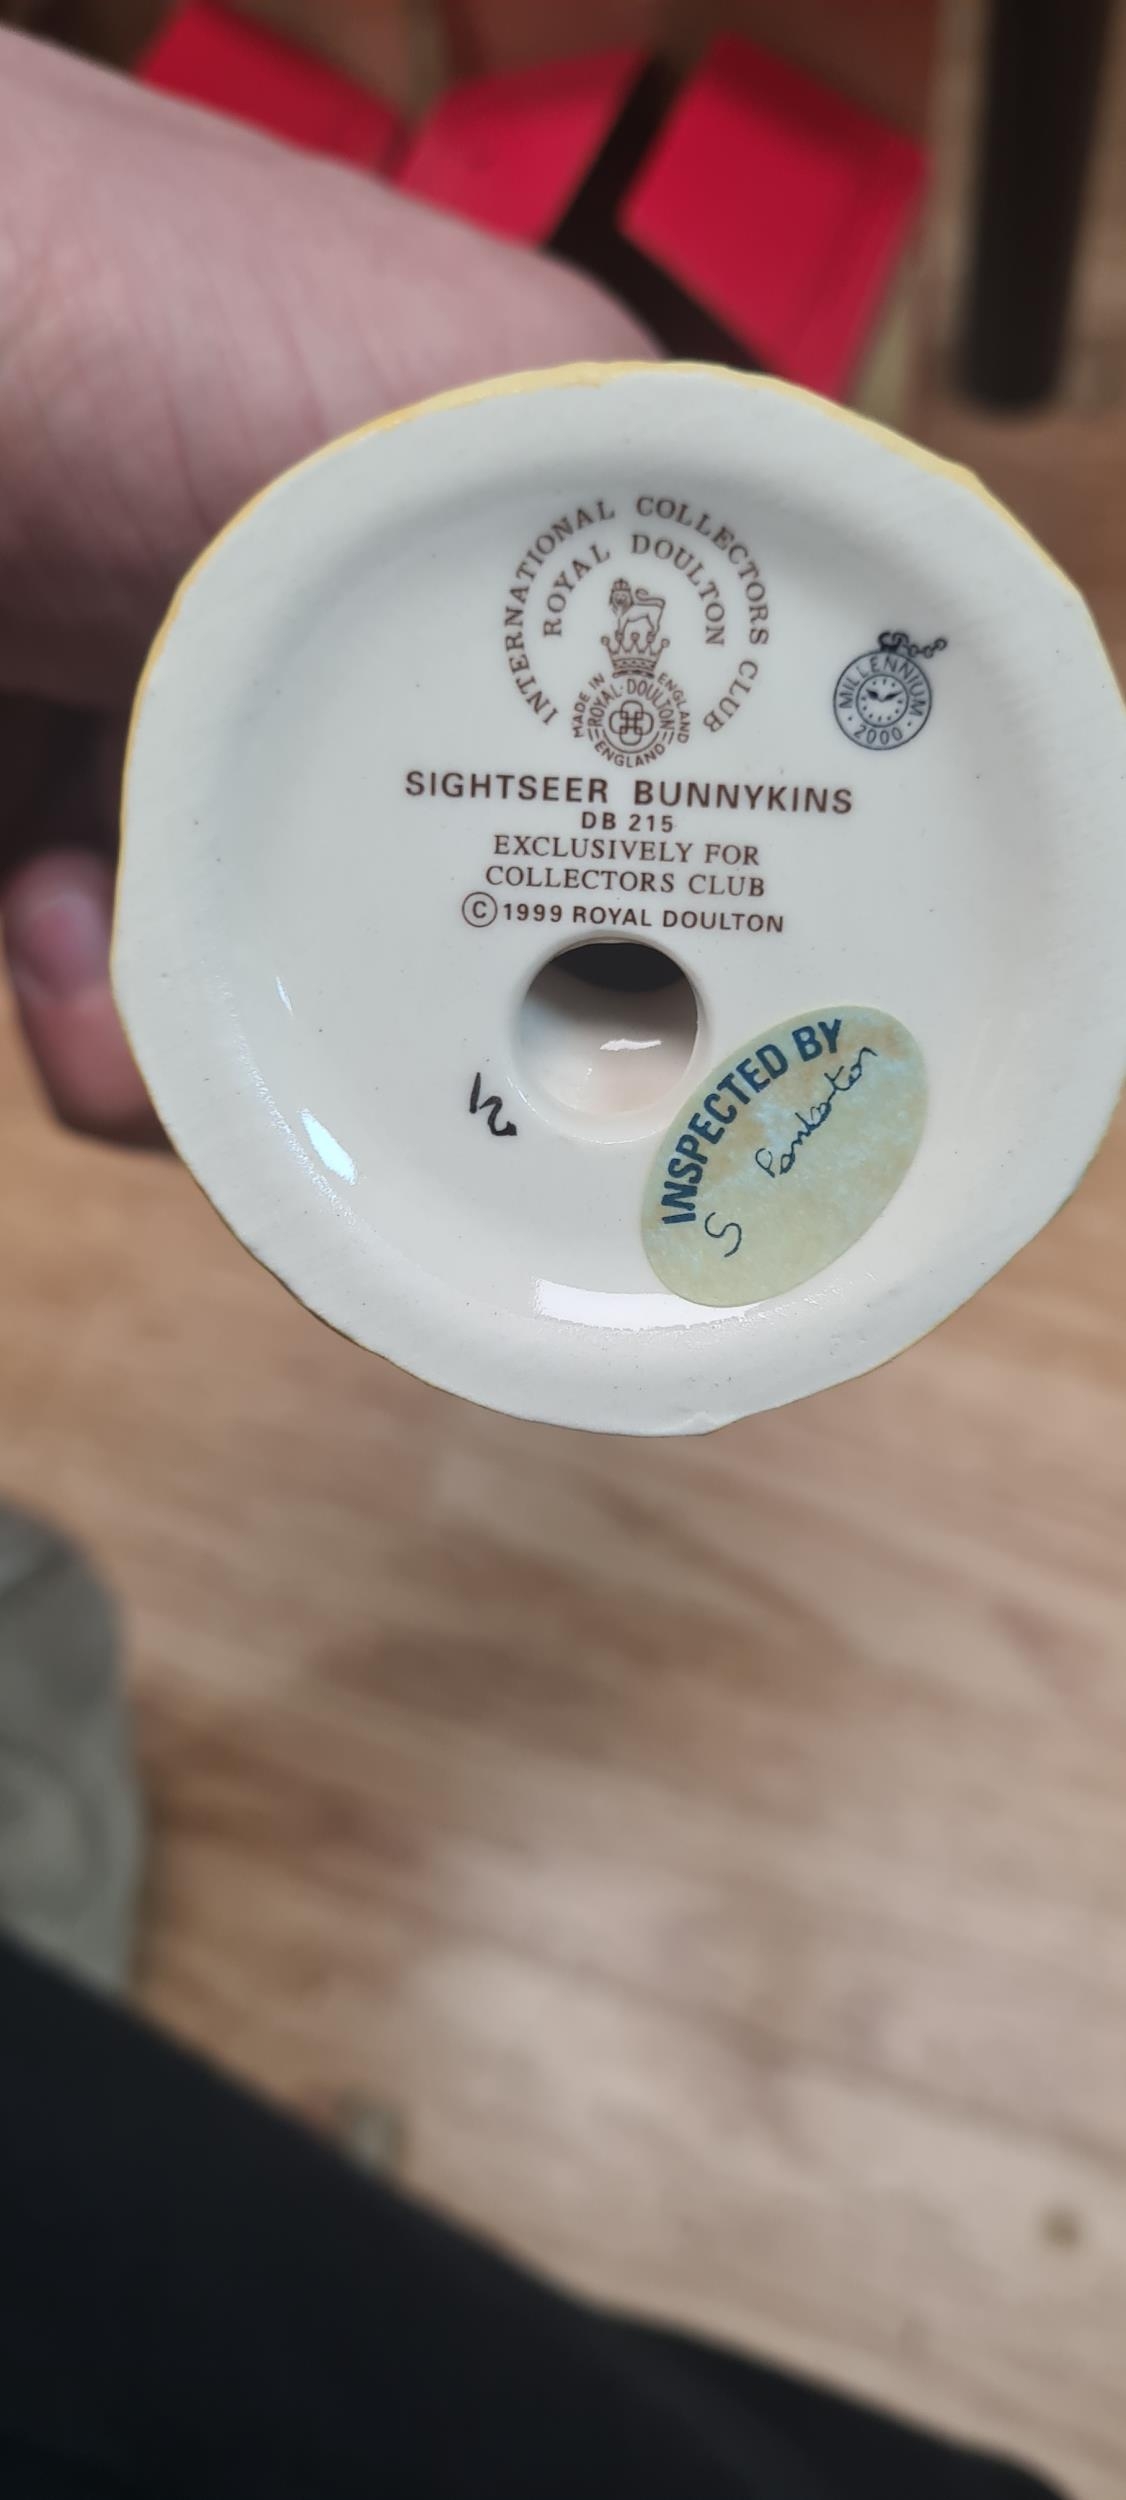 INTERNATIONAL COLLECTORS CLUB
ROYAL DOULTON
MADE IN ENGLAND
ROYAL·DOULTON
ENGLAND
MILLENNIUM
· 2000 ·
SIGHTSEER BUNNYKINS
DB 215
EXCLUSIVELY FOR
COLLECTORS CLUB
© 1999 ROYAL DOULTON
INSPECTED BY
S